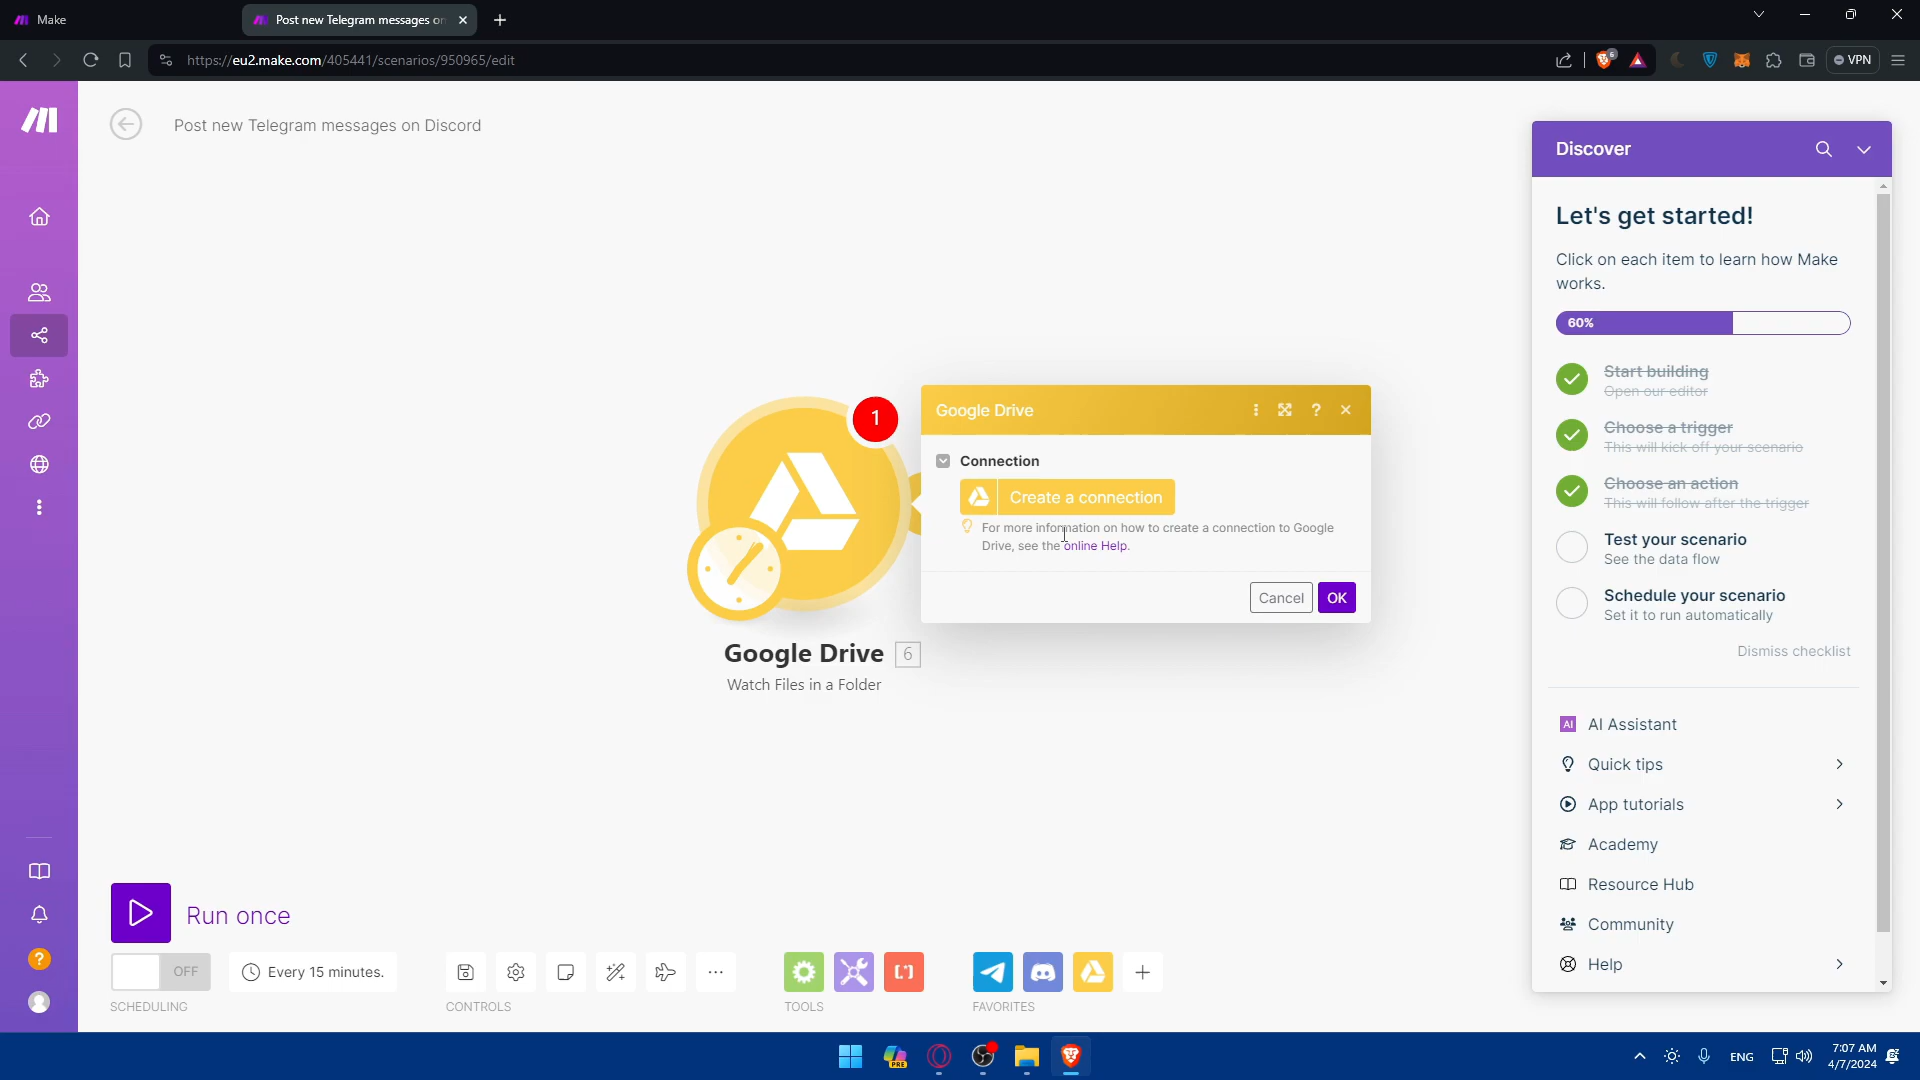 Make
Post new Telegram messages on
https://eu2.make.com/405441/scenarios/950965/edit
6
VPN
Post new Telegram messages on Discord
Discover
Let's get started!
Click on each item to learn how Make
works.
60%
Start building
Open our editor
Choose a trigger
This will kick off your scenario
Choose an action
This will follow after the trigger
Test your scenario
See the data flow
Schedule your scenario
Set it to run automatically
Dismiss checklist
AI AI Assistant
Quick tips
App tutorials
Academy
Resource Hub
Community
Help
1
Google Drive
?
Connection
Create a connection
For more information on how to create a connection to Google
Drive, see the online Help.
Cancel
OK
Google Drive 6
Watch Files in a Folder
Run once
OFF
Every 15 minutes.
SCHEDULING
CONTROLS
TOOLS
FAVORITES
?
PRE
ENG
7:07 AM
4/7/2024